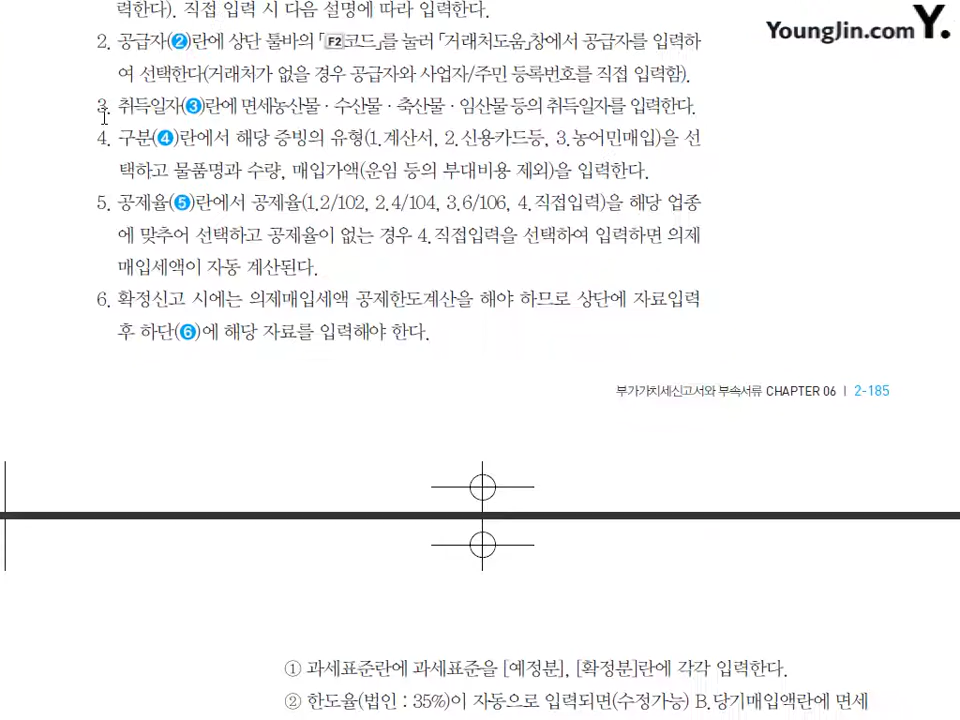 력한다). 직접 입력 시 다음 설명에 따라 입력한다.
YoungJin.com Y.
2. 공급자(❷)란에 상단 툴바의 「F2코드」를 눌러 「거래처도움」창에서 공급자를 입력하
여 선택한다(거래처가 없을 경우 공급자와 사업자/주민 등록번호를 직접 입력함).
3. 취득일자(❸)란에 면세농산물 · 수산물 · 축산물 · 임산물 등의 취득일자를 입력한다.
4. 구분(❹)란에서 해당 증빙의 유형(1.계산서, 2.신용카드등, 3.농어민매입)을 선
택하고 물품명과 수량, 매입가액(운임 등의 부대비용 제외)을 입력한다.
5. 공제율(❺)란에서 공제율(1.2/102, 2.4/104, 3.6/106, 4.직접입력)을 해당 업종
에 맞추어 선택하고 공제율이 없는 경우 4.직접입력을 선택하여 입력하면 의제
매입세액이 자동 계산된다.
6. 확정신고 시에는 의제매입세액 공제한도계산을 해야 하므로 상단에 자료입력
후 하단(❻)에 해당 자료를 입력해야 한다.
부가가치세신고서와 부속서류 CHAPTER 06 | 2-185
① 과세표준란에 과세표준을 [예정분], [확정분]란에 각각 입력한다.
② 한도율(법인 : 35%)이 자동으로 입력되면(수정가능) B.당기매입액란에 면세